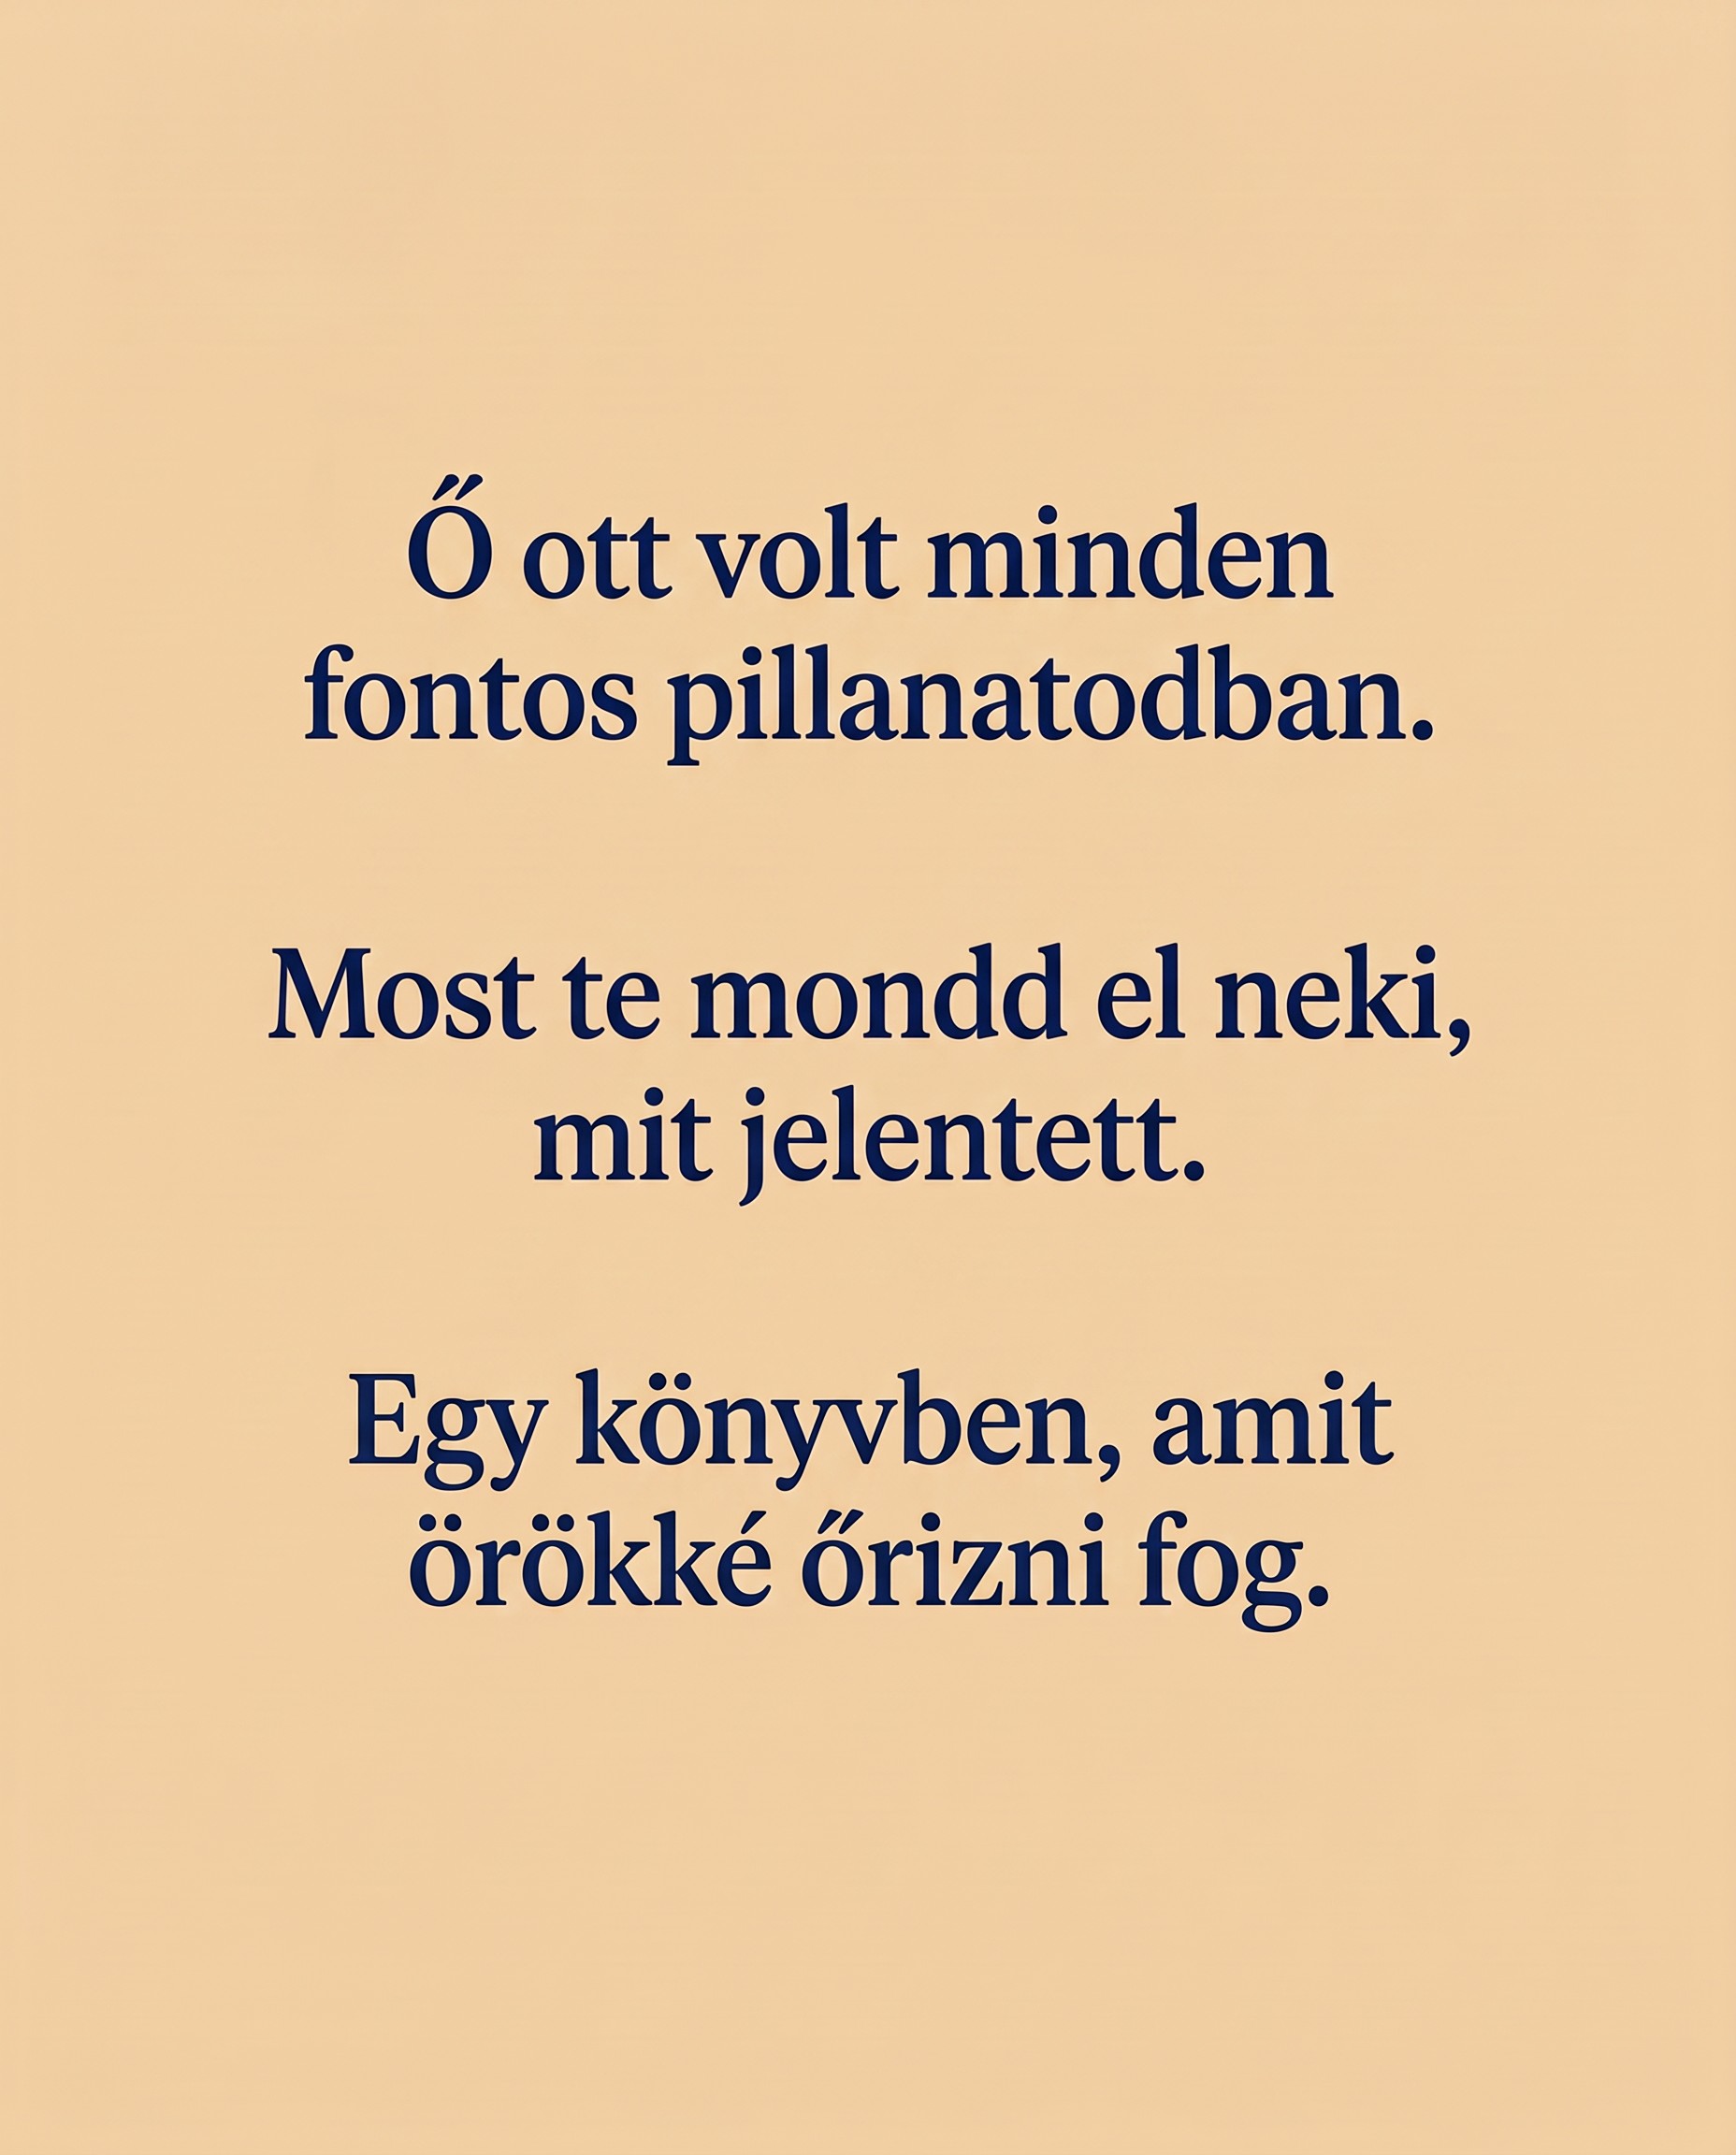 Ő ott volt minden
fontos pillanatodban.
Most te mondd el neki,
mit jelentett.
Egy könyvben, amit
örökké őrizni fog.